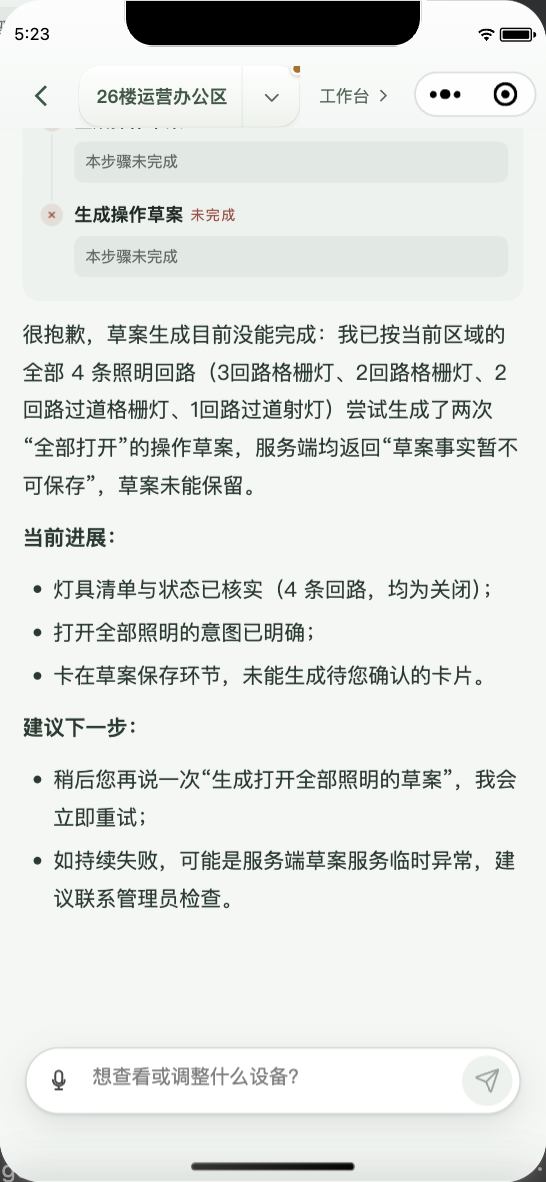 5:23
26楼运营办公区
工作台
本步骤未完成
生成操作草案 未完成
本步骤未完成
很抱歉，草案生成目前没能完成：我已按当前区域的
全部 4 条照明回路（3回路格栅灯、2回路格栅灯、2
回路过道格栅灯、1回路过道射灯）尝试生成了两次
“全部打开”的操作草案，服务端均返回“草案事实暂不
可保存”，草案未能保留。
当前进展：
• 灯具清单与状态已核实（4 条回路，均为关闭）；
• 打开全部照明的意图已明确；
• 卡在草案保存环节，未能生成待您确认的卡片。
建议下一步：
• 稍后您再说一次“生成打开全部照明的草案”，我会
立即重试；
• 如持续失败，可能是服务端草案服务临时异常，建
议联系管理员检查。
想查看或调整什么设备？